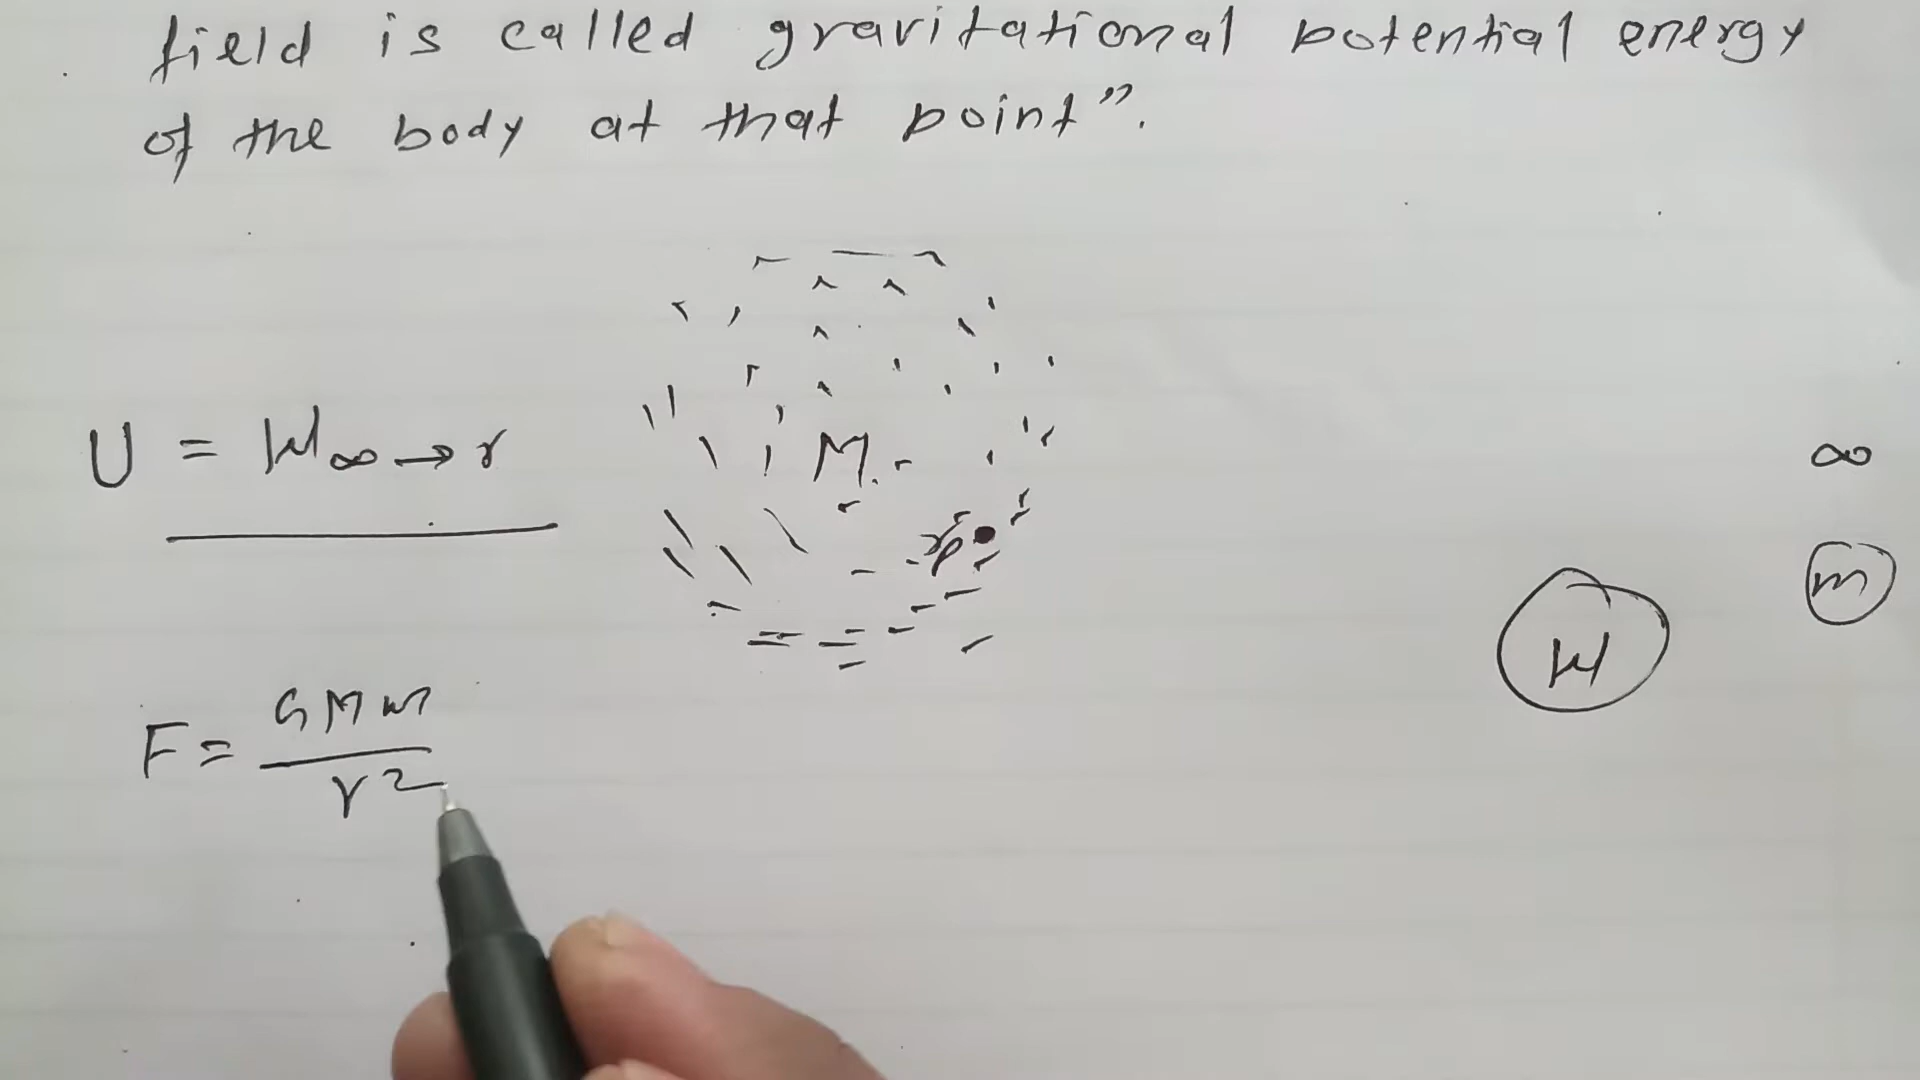 field is called gravitational potential energy
of the body at that point".
U = W∞→r
M
∞
m
W
F = GMm/r²